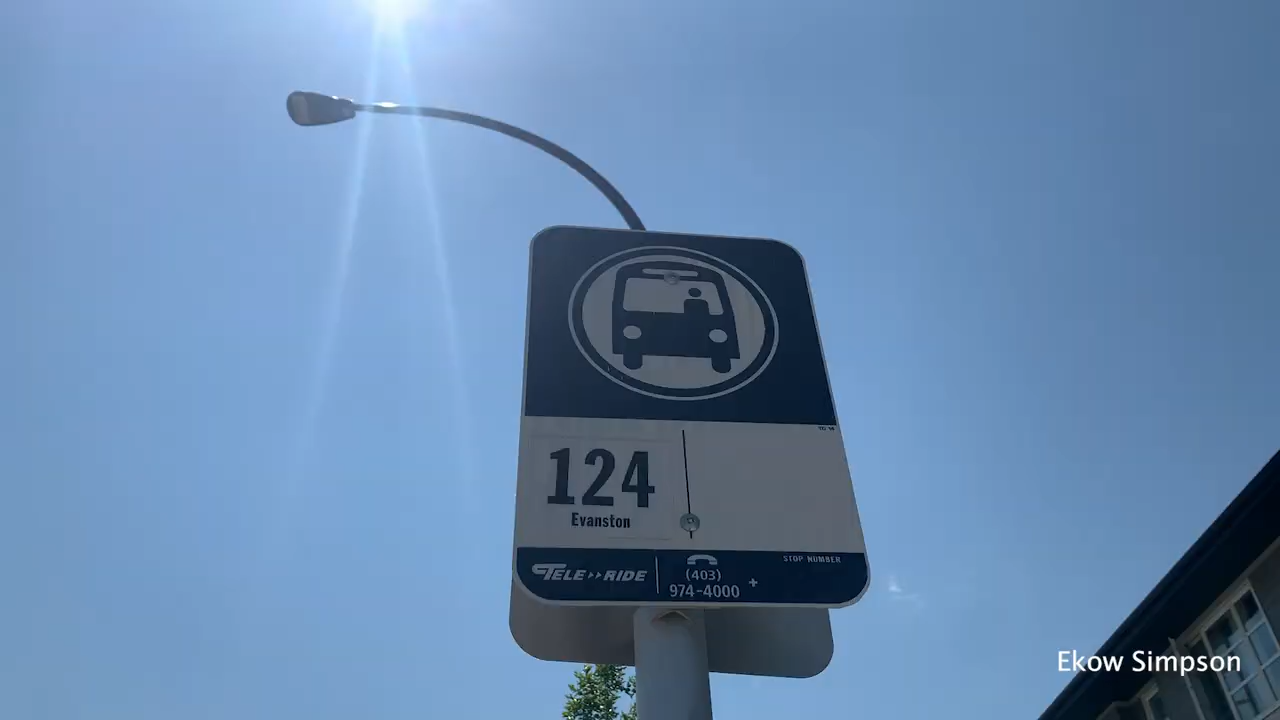 124
Evanston
TELE RIDE
(403)
974-4000 +
STOP NUMBER
Ekow Simpson